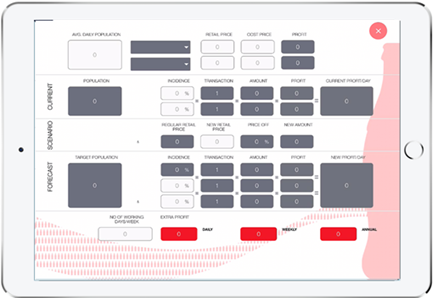 AVG. DAILY POPULATION RETAIL PRICE COST PRICE PROFIT
0 0 0 0
0 0 0
CURRENT POPULATION INCIDENCE TRANSACTION AMOUNT PROFIT CURRENT PROFIT/DAY
0 0 % 1 0 0 0
0 % 1 0 0
SCENARIO REGULAR RETAIL PRICE NEW RETAIL PRICE PRICE OFF NEW AMOUNT
0 0 0 % 0
FORECAST TARGET POPULATION INCIDENCE TRANSACTION AMOUNT PROFIT NEW PROFIT/DAY
0 0 % 1 0 0 0
0 % 1 0 0
0 % 1 0 0
NO OF WORKING DAYS/WEEK EXTRA PROFIT
0 0 DAILY 0 WEEKLY 0 ANNUAL